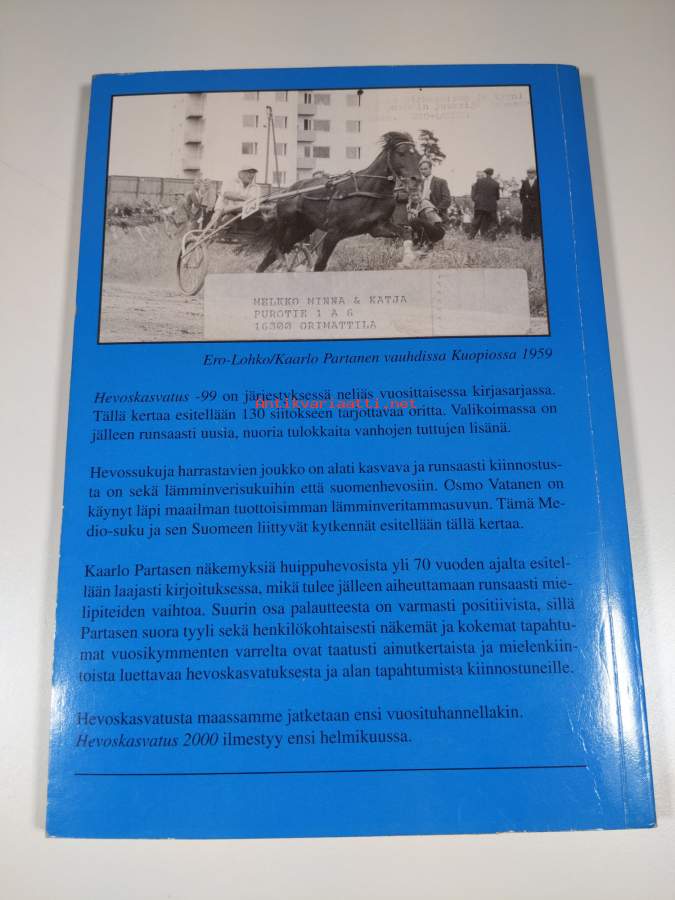 MELKKO MINNA & KATJA
PUROTIE 1 A 6
16300 ORIMATTILA
Ero-Lohko/Kaarlo Partanen vauhdissa Kuopiossa 1959
Hevoskasvatus -99 on järjestyksessä neljäs vuosittaisessa kirjasarjassa.
Antikvariaatti.net
Tällä kertaa esitellään 130 siitokseen tarjottavaa oritta. Valikoimassa on
jälleen runsaasti uusia, nuoria tulokkaita vanhojen tuttujen lisänä.
Hevossukuja harrastavien joukko on alati kasvava ja runsaasti kiinnostus-
ta on sekä lämminverisukuihin että suomenhevosiin. Osmo Vatanen on
käynyt läpi maailman tuottoisimman lämminveritammasuvun. Tämä Me-
dio-suku ja sen Suomeen liittyvät kytkennät esitellään tällä kertaa.
Kaarlo Partasen näkemyksiä huippuhevosista yli 70 vuoden ajalta esitel-
lään laajasti kirjoituksessa, mikä tulee jälleen aiheuttamaan runsaasti mie-
lipiteiden vaihtoa. Suurin osa palautteesta on varmasti positiivista, sillä
Partasen suora tyyli sekä henkilökohtaisesti näkemät ja kokemat tapahtu-
mat vuosikymmenten varrelta ovat taatusti ainutkertaista ja mielenkiin-
toista luettavaa hevoskasvatuksesta ja alan tapahtumista kiinnostuneille.
Hevoskasvatusta maassamme jatketaan ensi vuosituhannellakin.
Hevoskasvatus 2000 ilmestyy ensi helmikuussa.